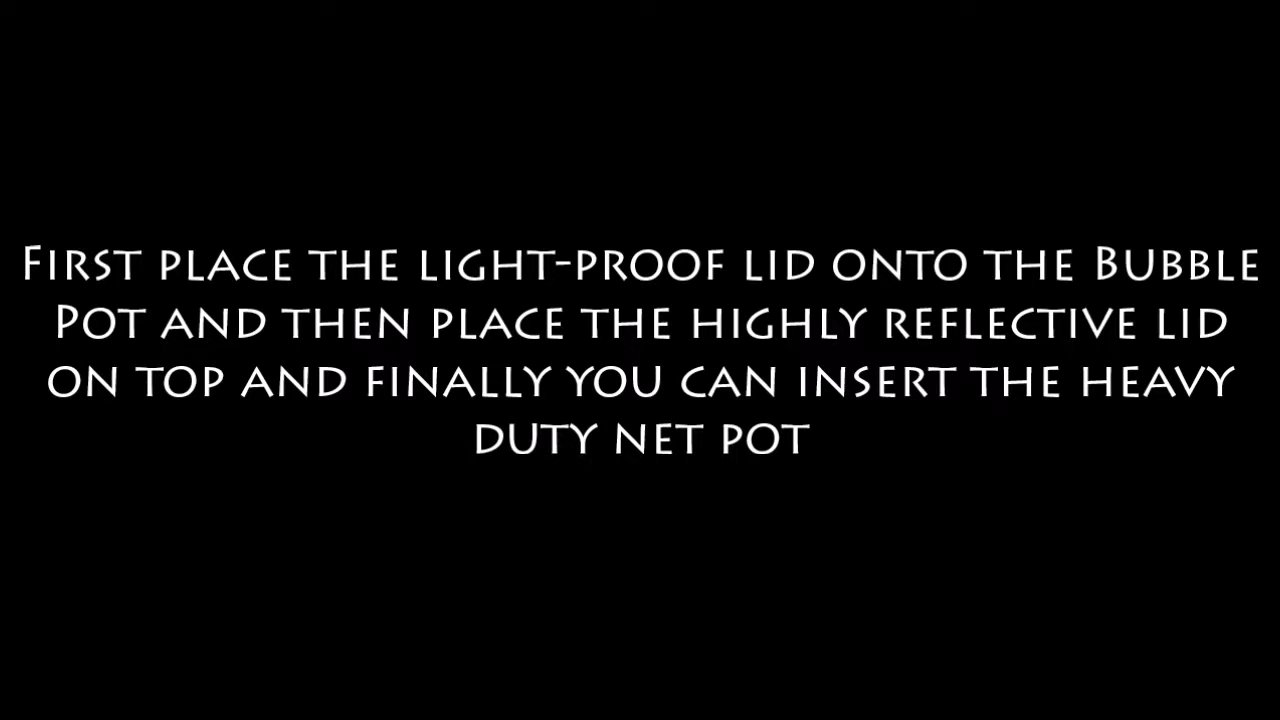 First place the light-proof lid onto the Bubble
Pot and then place the highly reflective lid
on top and finally you can insert the heavy
duty net pot